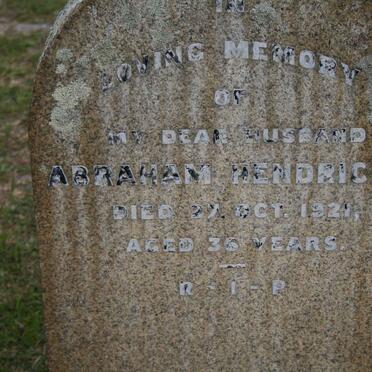 IN
LOVING MEMORY
OF
MY DEAR HUSBAND
ABRAHAM HENDRIC
DIED 27. OCT. 1921,
AGED 36 YEARS.
R-I-P